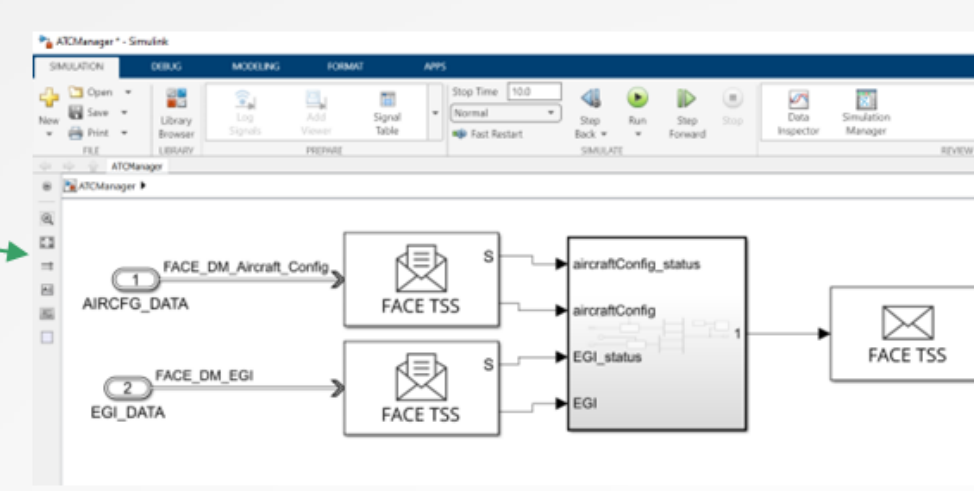 ATCManager * - Simulink
SIMULATION DEBUG MODELING FORMAT APPS
New
Open
Save
Print
FILE
Library
Browser
LIBRARY
Log
Signals
Add
Viewer
Signal
Table
PREPARE
Stop Time 10.0
Normal
Fast Restart
Step
Back
Run
Step
Forward
Stop
SIMULATE
Data
Inspector
Simulation
Manager
REVIEW
ATCManager
ATCManager
1
FACE_DM_Aircraft_Config
AIRCFG_DATA
S
FACE TSS
2
FACE_DM_EGI
EGI_DATA
S
FACE TSS
aircraftConfig_status
aircraftConfig
EGI_status
EGI
1
FACE TSS